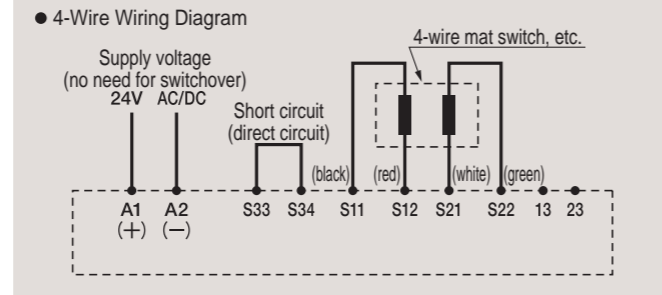 ● 4-Wire Wiring Diagram
4-wire mat switch, etc.
Supply voltage
(no need for switchover)
24V AC/DC
Short circuit
(direct circuit)
(black) (red) (white) (green)
A1 A2 S33 S34 S11 S12 S21 S22 13 23
(+) (−)